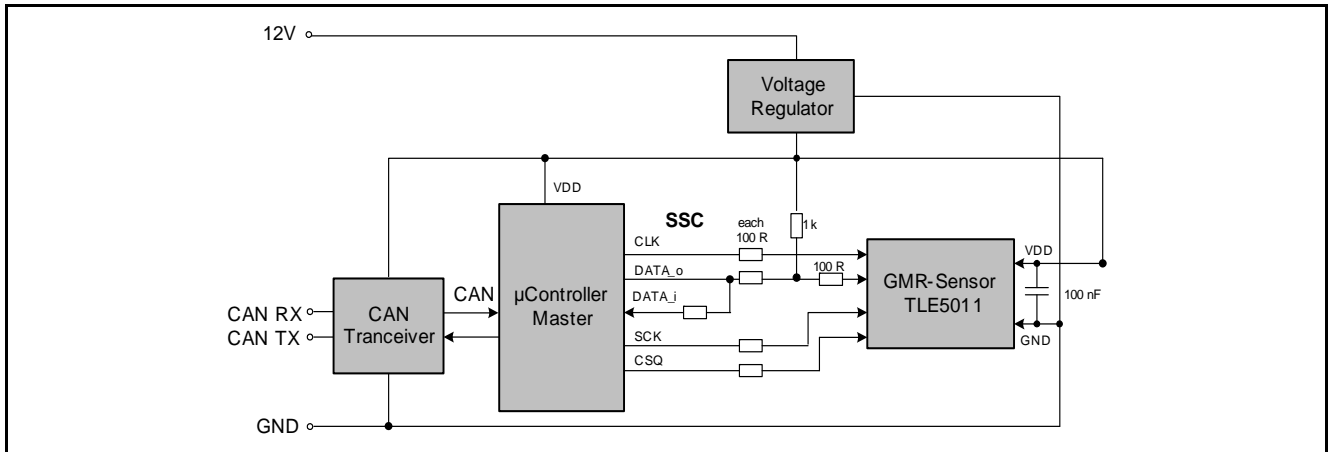 12V
Voltage
Regulator
VDD
SSC
each
100 R
1k
CLK
DATA_o
100 R
DATA_i
SCK
CSQ
CAN
µController
Master
GMR-Sensor
TLE5011
VDD
100 nF
GND
CAN RX
CAN TX
CAN
Tranceiver
GND